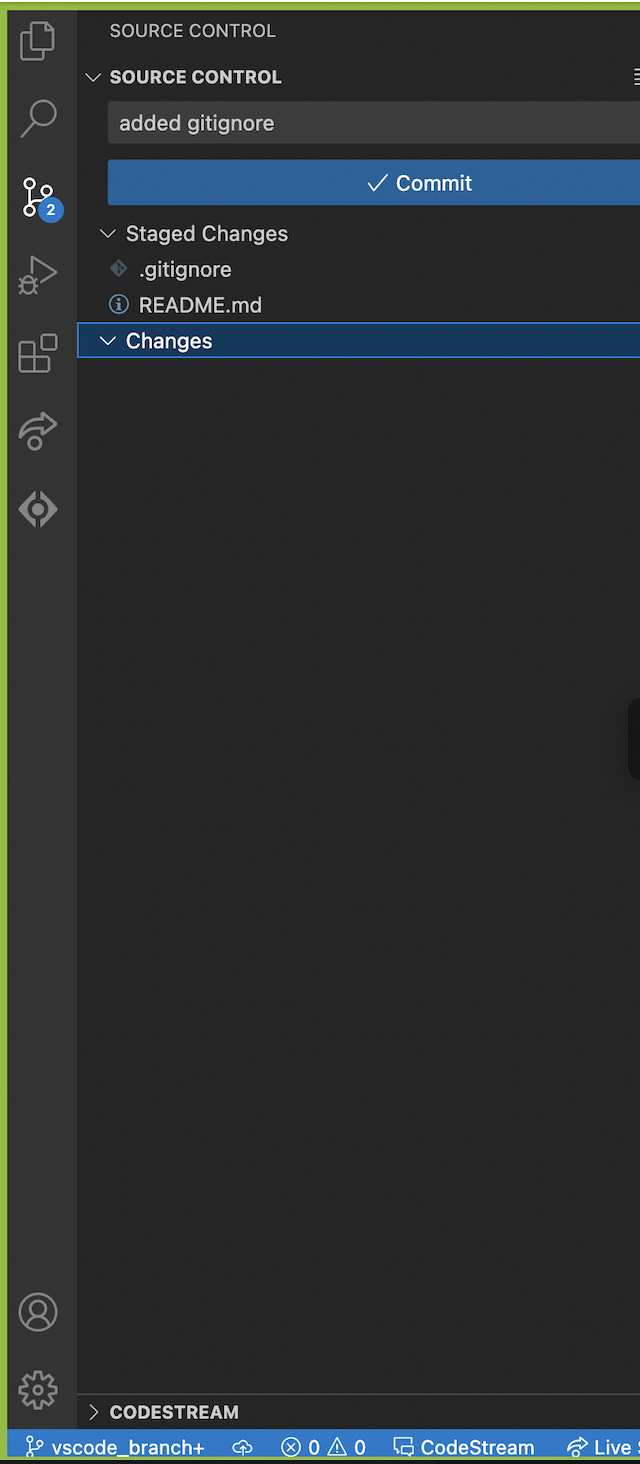 SOURCE CONTROL
SOURCE CONTROL
added gitignore
Commit
2
Staged Changes
.gitignore
README.md
Changes
CODESTREAM
vscode_branch+ 0 0 CodeStream Live